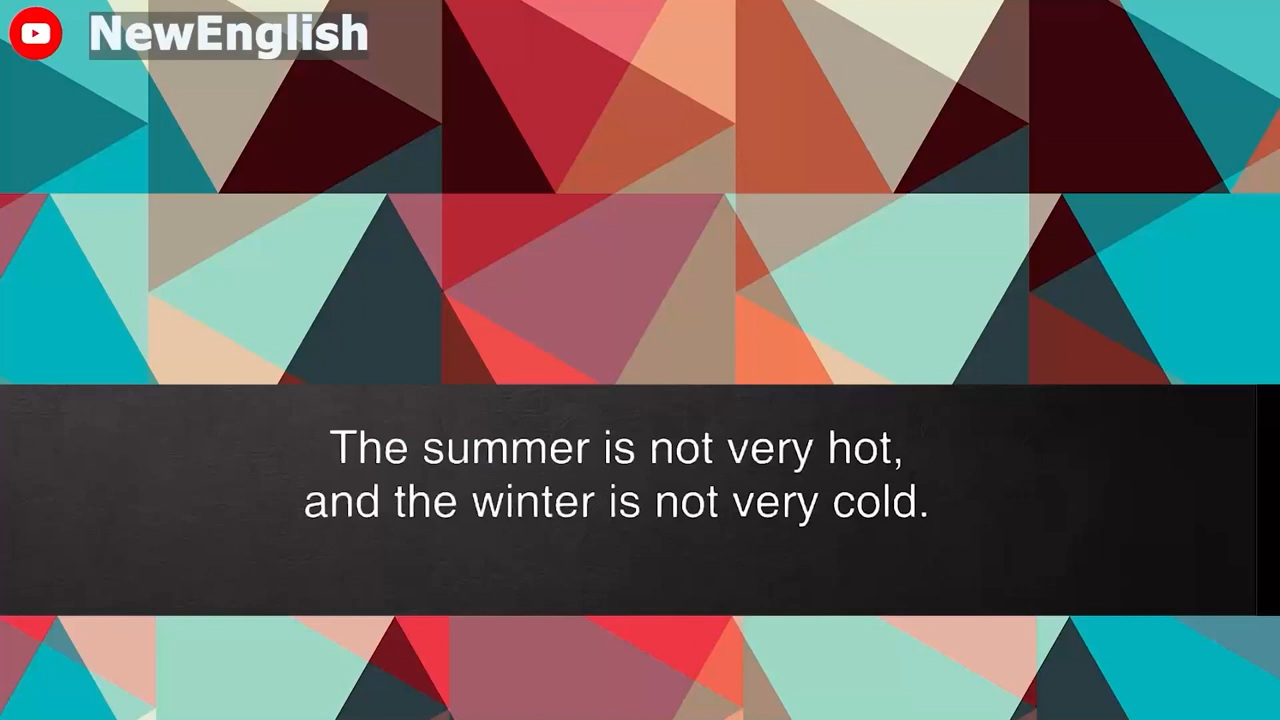 NewEnglish
The summer is not very hot,
and the winter is not very cold.